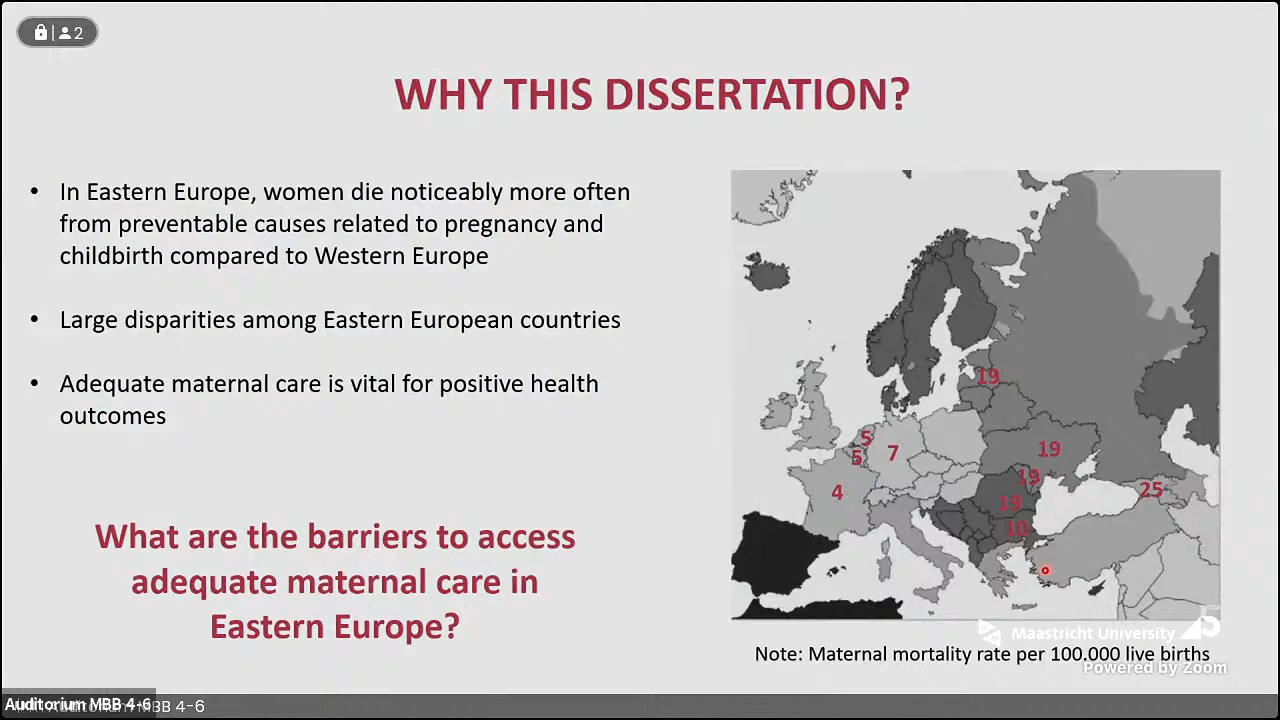 2
WHY THIS DISSERTATION?
• In Eastern Europe, women die noticeably more often
from preventable causes related to pregnancy and
childbirth compared to Western Europe
• Large disparities among Eastern European countries
• Adequate maternal care is vital for positive health
outcomes
What are the barriers to access
adequate maternal care in
Eastern Europe?
19
5
5
7
4
19
19
19
10
25
Maastricht University
Note: Maternal mortality rate per 100.000 live births
Powered by Zoom
Auditorium MBB 4-6